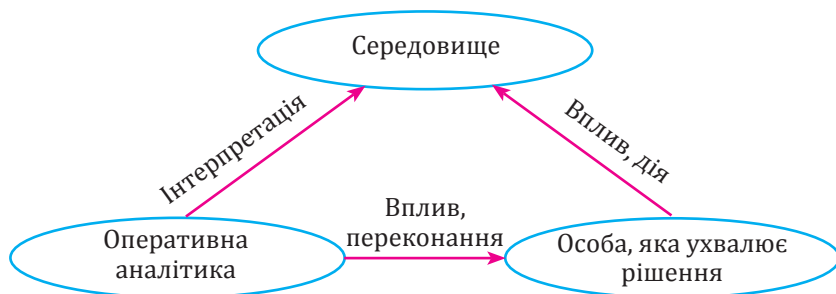 Середовище
Інтерпретація
Вплив, дія
Вплив,
переконання
Оперативна
аналітика
Особа, яка ухвалює
рішення